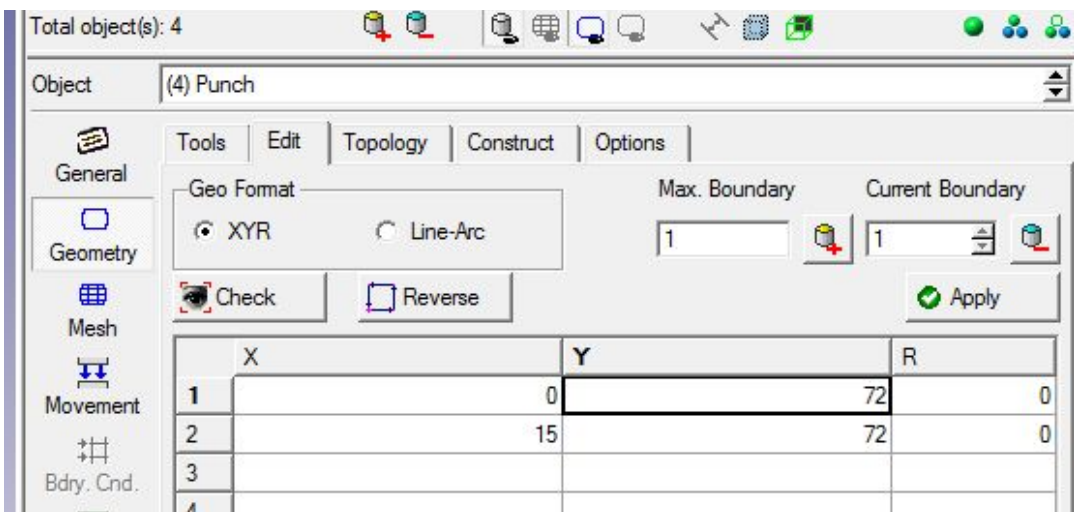 Total object(s): 4
Object (4) Punch
General
Geometry
Mesh
Movement
Bdry. Cnd.
Tools Edit Topology Construct Options
Geo Format
XYR Line-Arc
Max. Boundary Current Boundary
1 1
Check Reverse Apply
X Y R
1 0 72 0
2 15 72 0
3
4